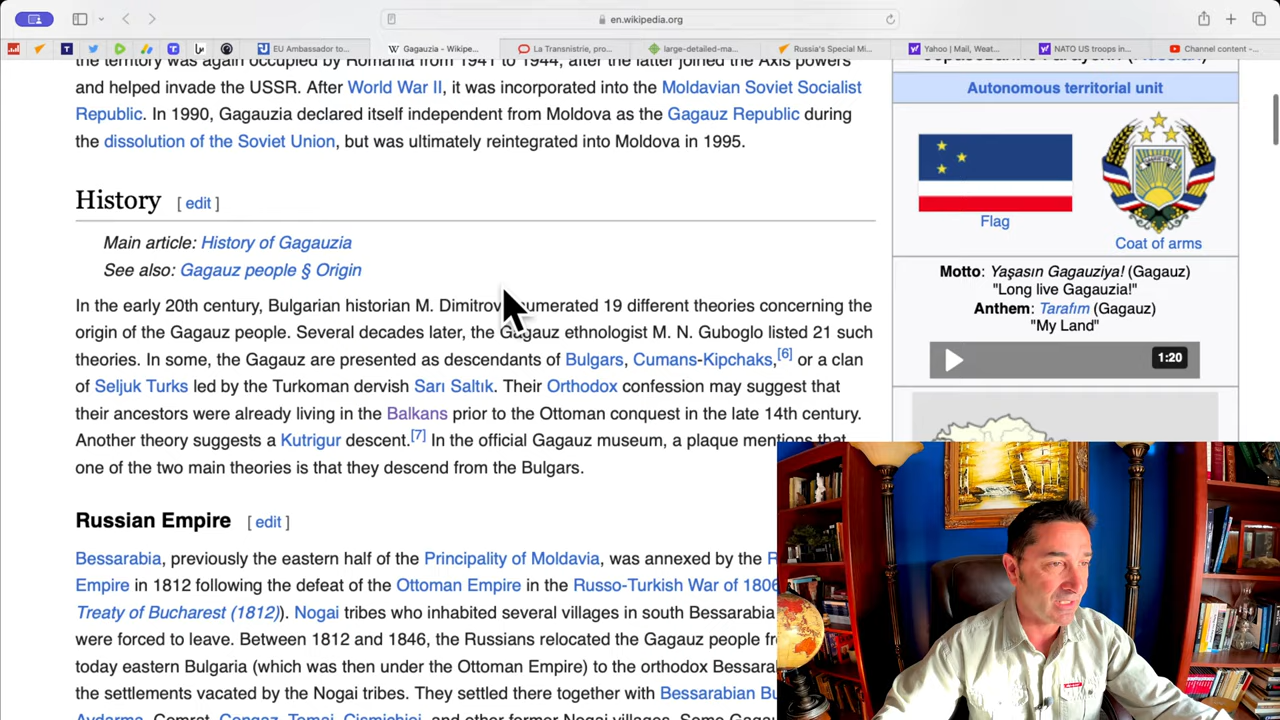 en.wikipedia.org
EU Ambassador to...
Gagauzia - Wikipe...
La Transnistrie, pro...
large-detailed-ma...
Russia's Special Mi...
Yahoo | Mail, Weat...
NATO US troops in...
Channel content -...
the territory was again occupied by Romania from 1941 to 1944, after the latter joined the Axis powers
and helped invade the USSR. After World War II, it was incorporated into the Moldavian Soviet Socialist
Republic. In 1990, Gagauzia declared itself independent from Moldova as the Gagauz Republic during
the dissolution of the Soviet Union, but was ultimately reintegrated into Moldova in 1995.
History [ edit ]
Main article: History of Gagauzia
See also: Gagauz people § Origin
In the early 20th century, Bulgarian historian M. Dimitrov enumerated 19 different theories concerning the
origin of the Gagauz people. Several decades later, the Gagauz ethnologist M. N. Guboglo listed 21 such
theories. In some, the Gagauz are presented as descendants of Bulgars, Cumans-Kipchaks,[6] or a clan
of Seljuk Turks led by the Turkoman dervish Sarı Saltık. Their Orthodox confession may suggest that
their ancestors were already living in the Balkans prior to the Ottoman conquest in the late 14th century.
Another theory suggests a Kutrigur descent.[7] In the official Gagauz museum, a plaque mentions that
one of the two main theories is that they descend from the Bulgars.
Russian Empire [ edit ]
Bessarabia, previously the eastern half of the Principality of Moldavia, was annexed by the R
Empire in 1812 following the defeat of the Ottoman Empire in the Russo-Turkish War of 1806
Treaty of Bucharest (1812)). Nogai tribes who inhabited several villages in south Bessarabia
were forced to leave. Between 1812 and 1846, the Russians relocated the Gagauz people fr
today eastern Bulgaria (which was then under the Ottoman Empire) to the orthodox Bessara
the settlements vacated by the Nogai tribes. They settled there together with Bessarabian Bu
Avdarma, Comrat, Congaz, Tomai, Cismichioi, and other former Nogai villages. Some Gagau
Autonomous territorial unit
Flag
Coat of arms
Motto: Yaşasın Gagauziya! (Gagauz)
"Long live Gagauzia!"
Anthem: Tarafım (Gagauz)
"My Land"
1:20